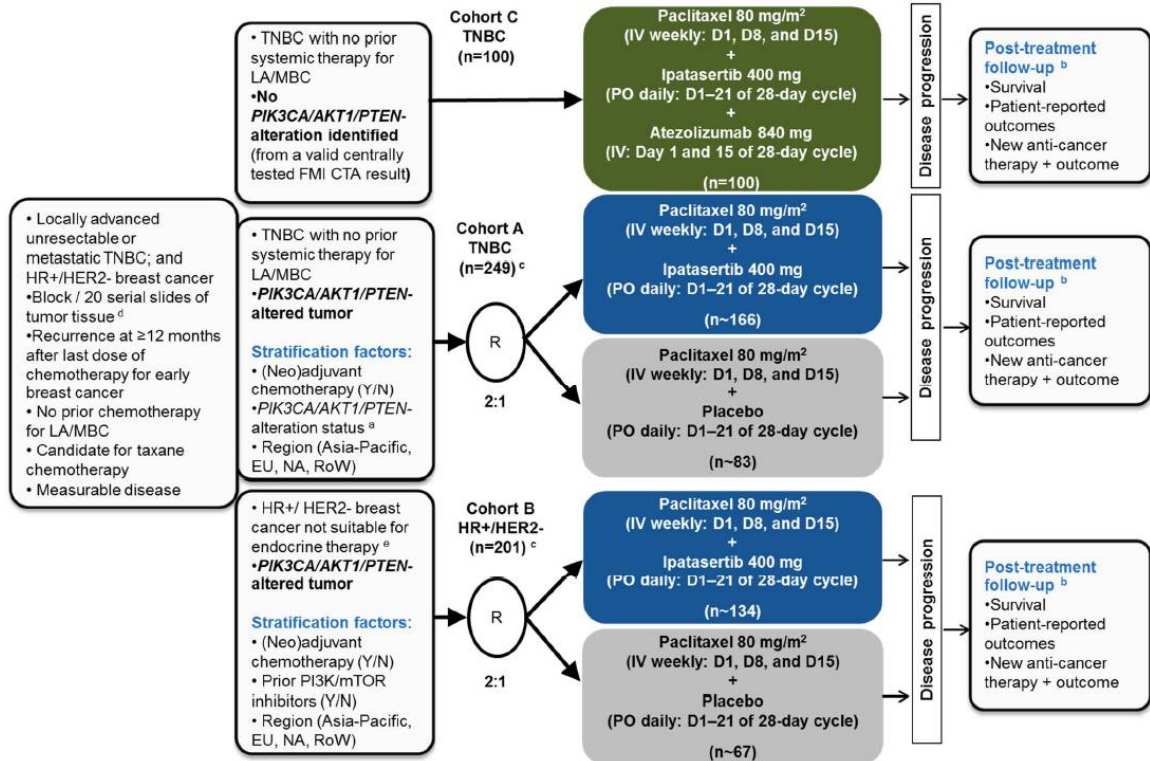 • Locally advanced
unresectable or
metastatic TNBC; and
HR+/HER2- breast cancer
•Block / 20 serial slides of
tumor tissue d
•Recurrence at ≥12 months
after last dose of
chemotherapy for early
breast cancer
• No prior chemotherapy
for LA/MBC
• Candidate for taxane
chemotherapy
• Measurable disease
• TNBC with no prior
systemic therapy for
LA/MBC
•No
PIK3CA/AKT1/PTEN-
alteration identified
(from a valid centrally
tested FMI CTA result)
Cohort C
TNBC
(n=100)
Paclitaxel 80 mg/m²
(IV weekly: D1, D8, and D15)
+
Ipatasertib 400 mg
(PO daily: D1–21 of 28-day cycle)
+
Atezolizumab 840 mg
(IV: Day 1 and 15 of 28-day cycle)
(n=100)
Disease progression
Post-treatment
follow-up b
•Survival
•Patient-reported
outcomes
•New anti-cancer
therapy + outcome
• TNBC with no prior
systemic therapy for
LA/MBC
•PIK3CA/AKT1/PTEN-
altered tumor
Stratification factors:
• (Neo)adjuvant
chemotherapy (Y/N)
• PIK3CA/AKT1/PTEN-
alteration status a
• Region (Asia-Pacific,
EU, NA, RoW)
Cohort A
TNBC
(n=249) c
R
2:1
Paclitaxel 80 mg/m²
(IV weekly: D1, D8, and D15)
+
Ipatasertib 400 mg
(PO daily: D1–21 of 28-day cycle)
(n~166)
Paclitaxel 80 mg/m²
(IV weekly: D1, D8, and D15)
+
Placebo
(PO daily: D1–21 of 28-day cycle)
(n~83)
Disease progression
Post-treatment
follow-up b
•Survival
•Patient-reported
outcomes
•New anti-cancer
therapy + outcome
• HR+/ HER2- breast
cancer not suitable for
endocrine therapy e
•PIK3CA/AKT1/PTEN-
altered tumor
Stratification factors:
• (Neo)adjuvant
chemotherapy (Y/N)
• Prior PI3K/mTOR
inhibitors (Y/N)
• Region (Asia-Pacific,
EU, NA, RoW)
Cohort B
HR+/HER2-
(n=201) c
R
2:1
Paclitaxel 80 mg/m²
(IV weekly: D1, D8, and D15)
+
Ipatasertib 400 mg
(PO daily: D1–21 of 28-day cycle)
(n~134)
Paclitaxel 80 mg/m²
(IV weekly: D1, D8, and D15)
+
Placebo
(PO daily: D1–21 of 28-day cycle)
(n~67)
Disease progression
Post-treatment
follow-up b
•Survival
•Patient-reported
outcomes
•New anti-cancer
therapy + outcome